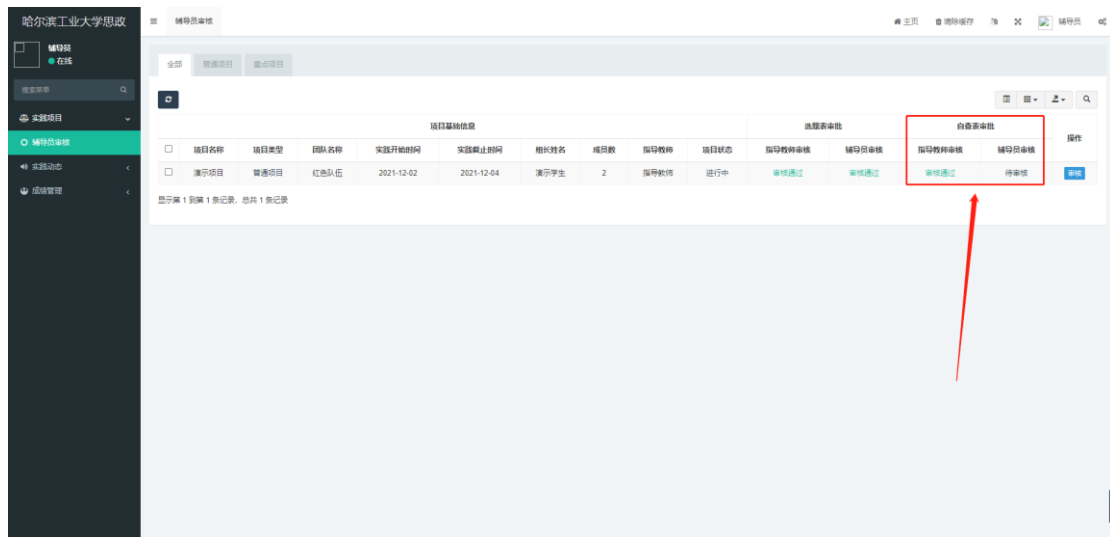 哈尔滨工业大学思政
辅导员审核
主页
清除缓存
辅导员
辅导员
在线
搜索菜单
实践项目
辅导员审核
实践动态
成绩管理
全部 普通项目 重点项目
项目基础信息 选题表审批 自查表审批 操作
项目名称 项目类型 团队名称 实践开始时间 实践截止时间 组长姓名 成员数 指导教师 项目状态 指导教师审核 辅导员审核 指导教师审核 辅导员审核
演示项目 普通项目 红色队伍 2021-12-02 2021-12-04 演示学生 2 指导教师 进行中 审核通过 审核通过 审核通过 待审核 审核
显示第 1 到第 1 条记录，总共 1 条记录